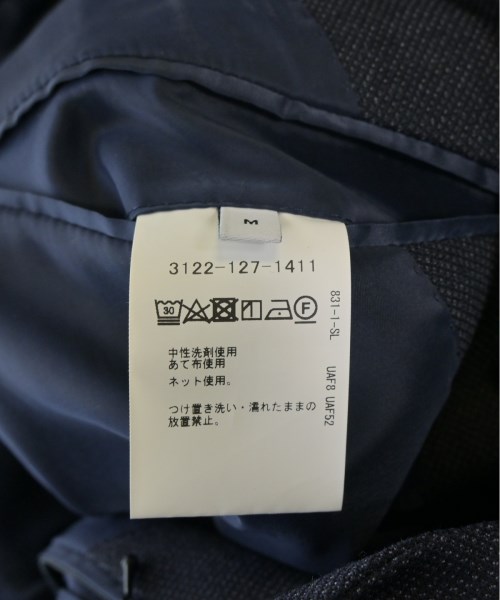 M
3122-127-1411
30
F
中性洗剤使用
あて布使用
ネット使用。
つけ置き洗い・濡れたままの
放置禁止。
831-1-SL
UAF8 UAF52